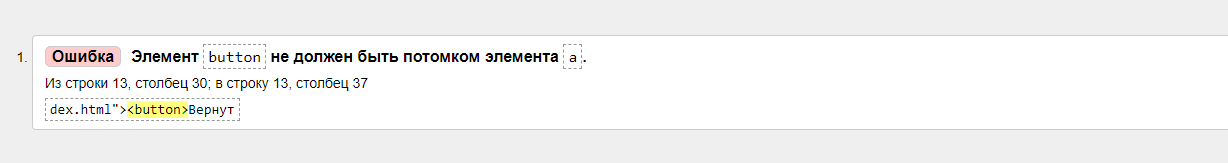 1. Ошибка Элемент button не должен быть потомком элемента a.
Из строки 13, столбец 30; в строку 13, столбец 37
dex.html"><button>Вернут